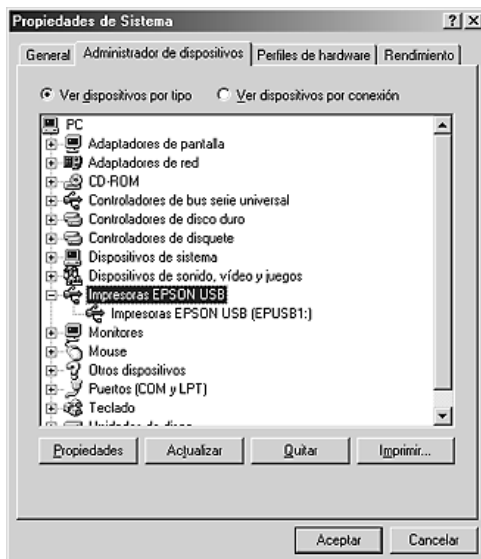 Propiedades de Sistema
General Administrador de dispositivos Perfiles de hardware Rendimiento
Ver dispositivos por tipo Ver dispositivos por conexión
PC
Adaptadores de pantalla
Adaptadores de red
CD-ROM
Controladores de bus serie universal
Controladores de disco duro
Controladores de disquete
Dispositivos de sistema
Dispositivos de sonido, vídeo y juegos
Impresoras EPSON USB
Impresoras EPSON USB (EPUSB1:)
Monitores
Mouse
Otros dispositivos
Puertos (COM y LPT)
Teclado
Unidades de disco
Propiedades Actualizar Quitar Imprimir...
Aceptar Cancelar